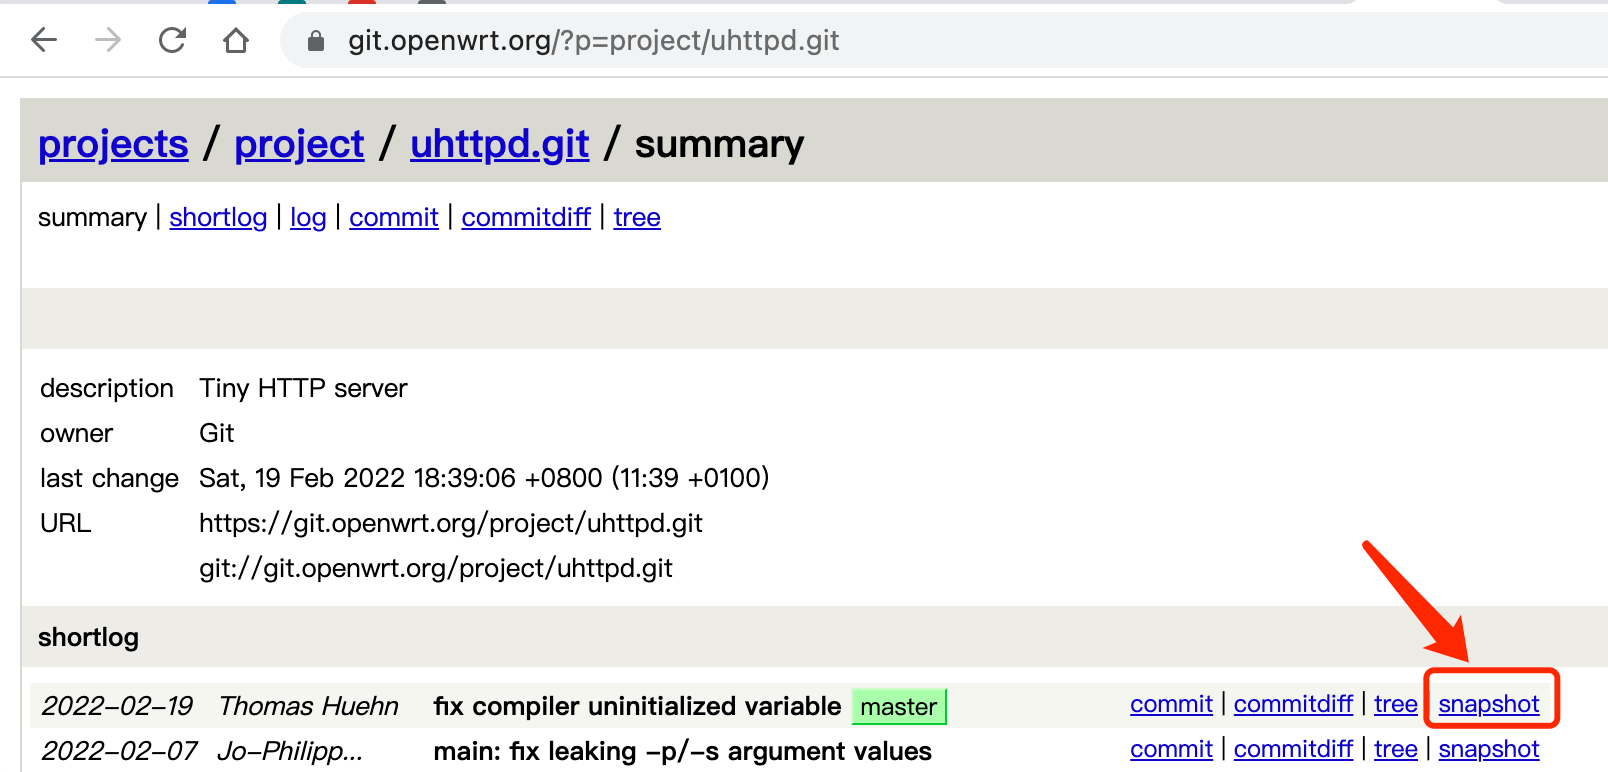 git.openwrt.org/?p=project/uhttpd.git
projects / project / uhttpd.git / summary
summary | shortlog | log | commit | commitdiff | tree
description Tiny HTTP server
owner Git
last change Sat, 19 Feb 2022 18:39:06 +0800 (11:39 +0100)
URL https://git.openwrt.org/project/uhttpd.git
git://git.openwrt.org/project/uhttpd.git
shortlog
2022-02-19 Thomas Huehn fix compiler uninitialized variable master commit | commitdiff | tree snapshot
2022-02-07 Jo-Philipp... main: fix leaking -p/-s argument values commit | commitdiff | tree | snapshot